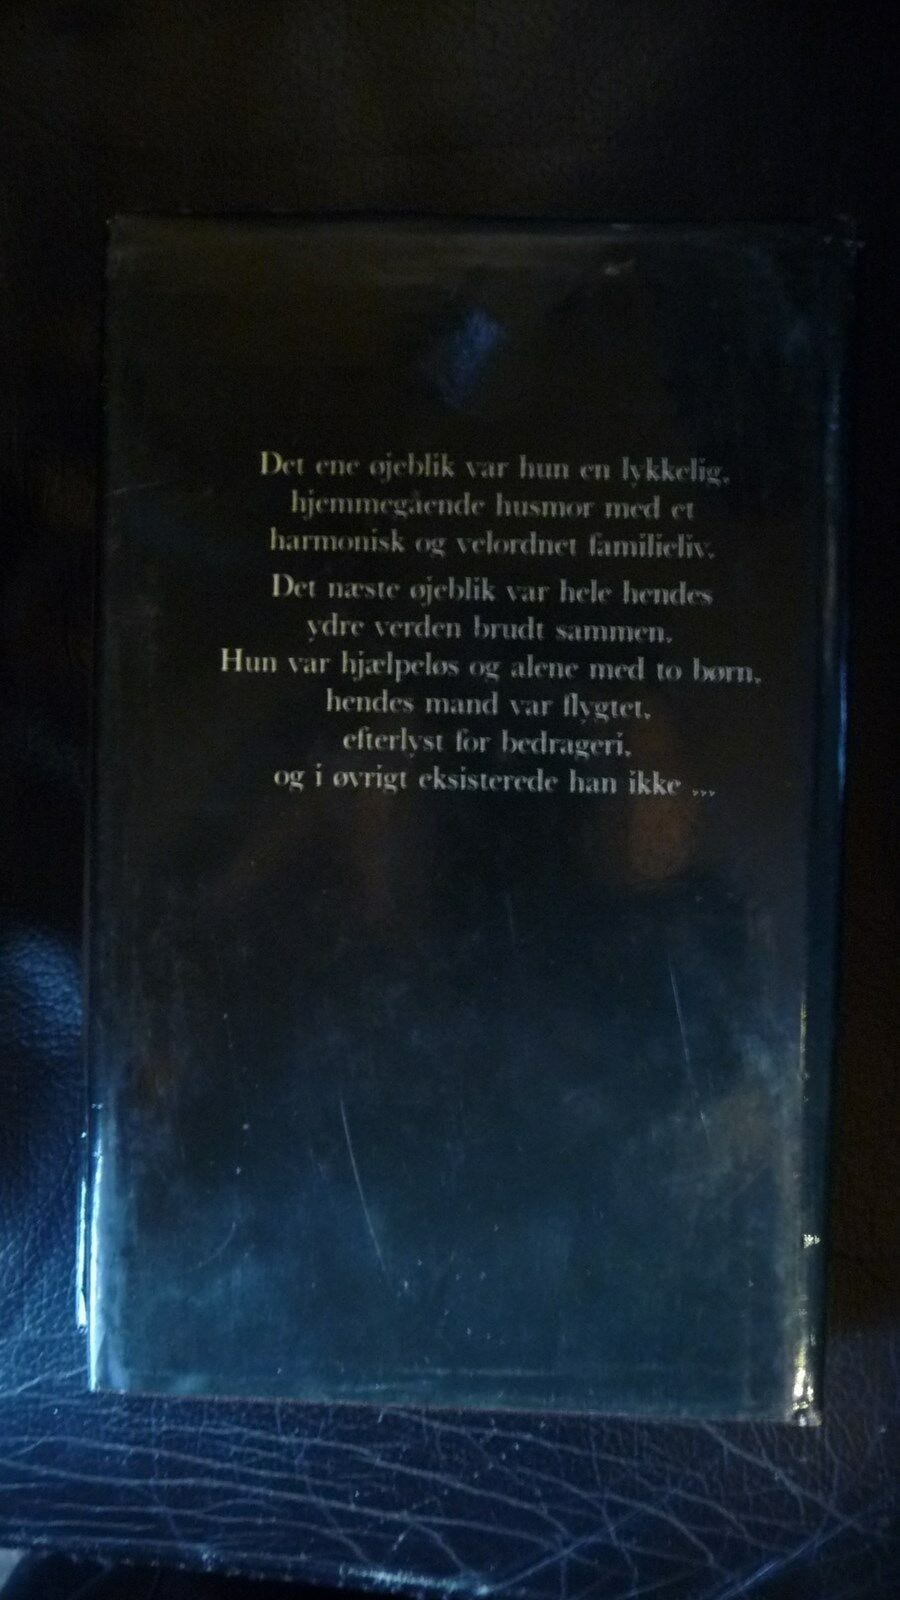 Det ene øjeblik var hun en lykkelig,
hjemmegående husmor med et
harmonisk og velordnet familieliv.
Det næste øjeblik var hele hendes
ydre verden brudt sammen.
Hun var hjælpeløs og alene med to børn,
hendes mand var flygtet,
efterlyst for bedrageri,
og i øvrigt eksisterede han ikke ...